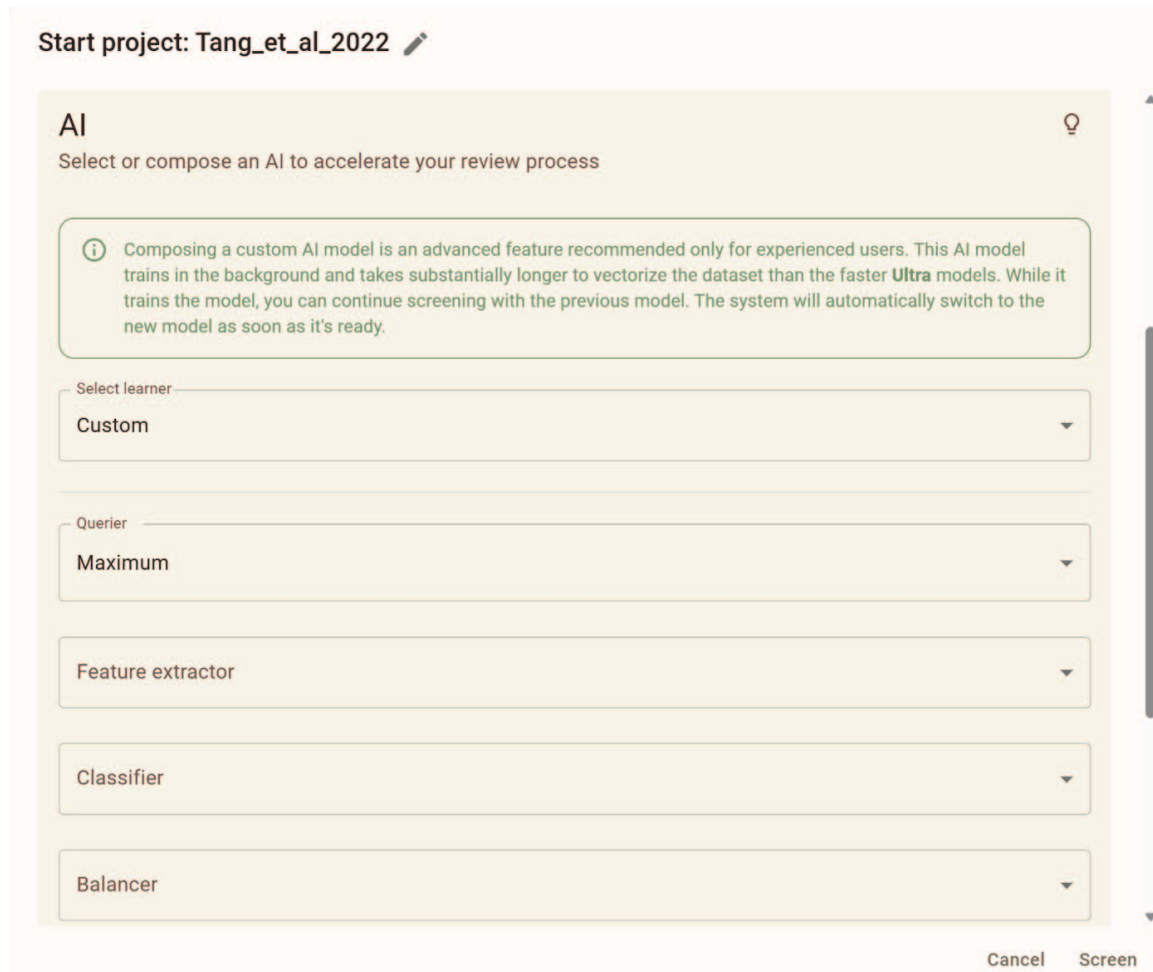 Start project: Tang_et_al_2022
AI
Select or compose an AI to accelerate your review process
Composing a custom AI model is an advanced feature recommended only for experienced users. This AI model
trains in the background and takes substantially longer to vectorize the dataset than the faster Ultra models. While it
trains the model, you can continue screening with the previous model. The system will automatically switch to the
new model as soon as it's ready.
Select learner
Custom
Querier
Maximum
Feature extractor
Classifier
Balancer
Cancel Screen